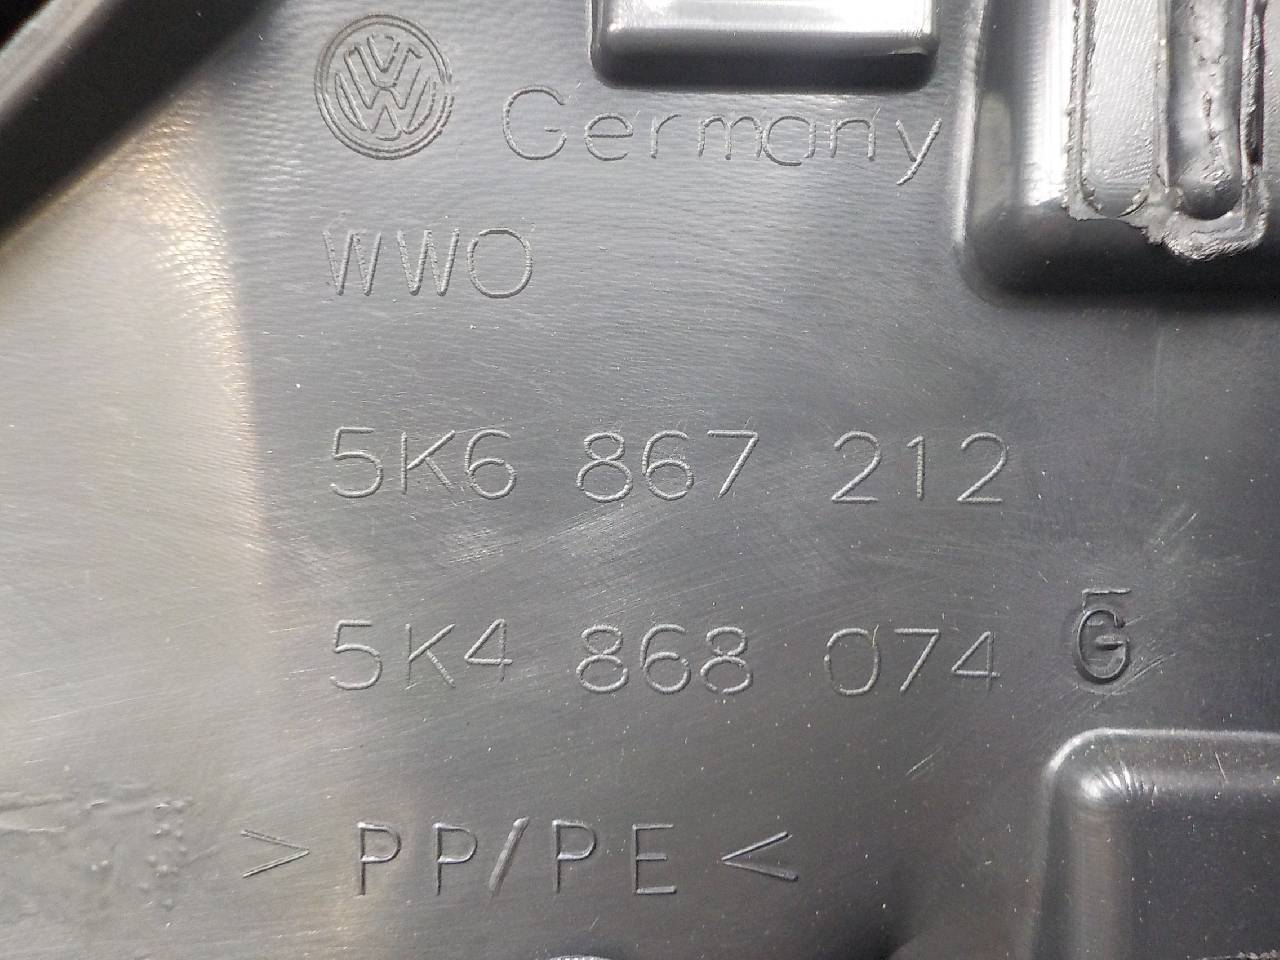 Germany
WWO
5K6 867 212
5K4 868 074 G
> PP/PE <